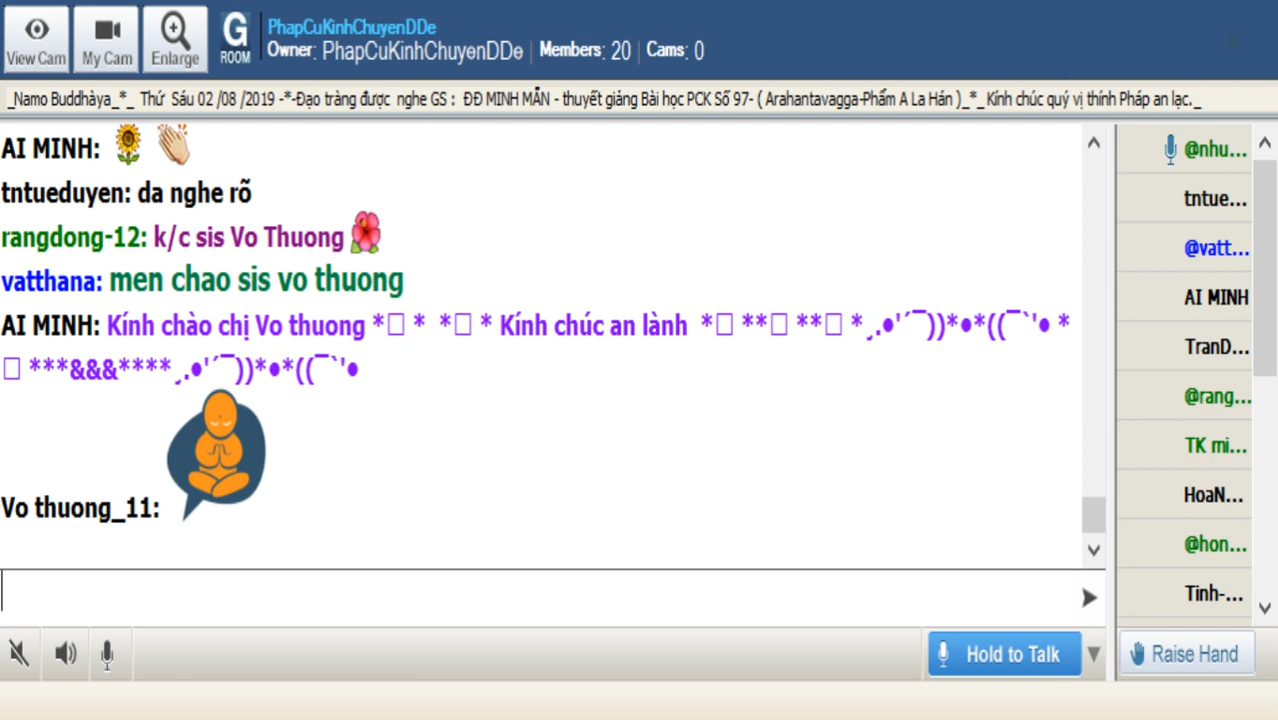 PhapCuKinhChuyenDDe
Owner: PhapCuKinhChuyenDDe | Members: 20 | Cams: 0
View Cam
My Cam
Enlarge
G
ROOM
_Namo Buddhàya_*_ Thứ Sáu 02 /08 /2019 -*-Đạo tràng được nghe GS : ĐĐ MINH MẪN - thuyết giảng Bài học PCK Số 97- ( Arahantavagga-Phẩm A La Hán )_*_Kính chúc quý vị thính Pháp an lạc._
AI MINH:
tntueduyen: da nghe rõ
rangdong-12: k/c sis Vo Thuong
vatthana: men chao sis vo thuong
AI MINH: Kính chào chị Vo thuong *□ * *□ * Kính chúc an lành *□ **□ **□ *¸.•'´¯))*•*((¯`'• *
□ ***&&&****¸.•'´¯))*•*((¯`'•
Vo thuong_11:
@nhu...
tntue...
@vatt...
AI MINH
TranD...
@rang...
TK mi...
HoaN...
@hon...
Tinh-...
Hold to Talk
Raise Hand